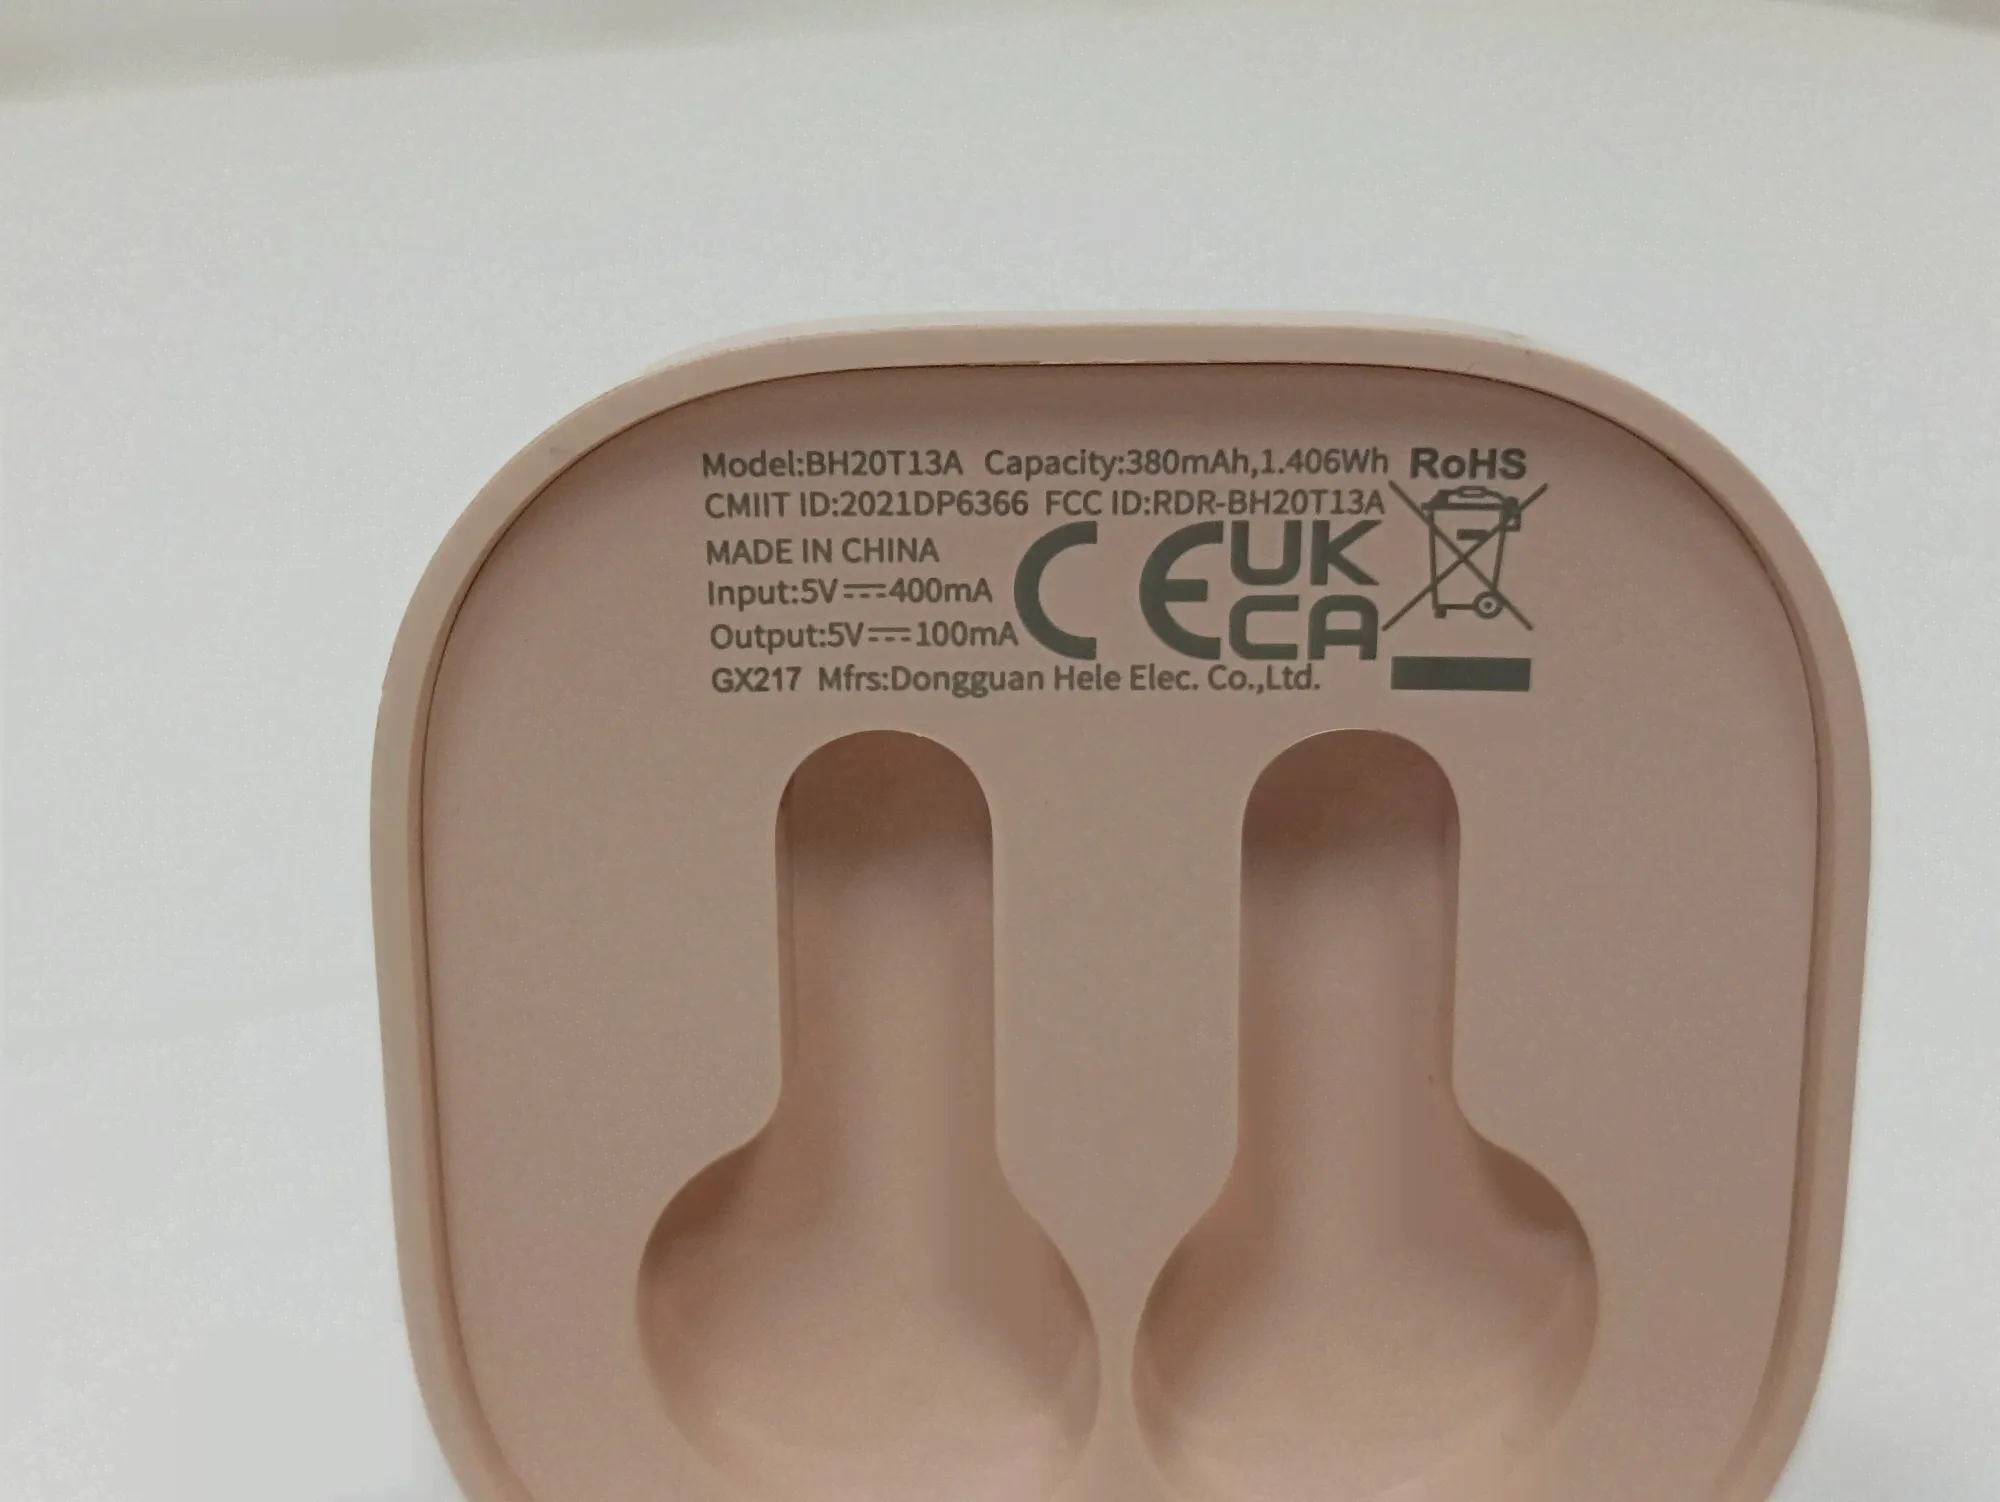 Model:BH20T13A Capacity:380mAh,1.406Wh RoHS
CMIIT ID:2021DP6366 FCC ID:RDR-BH20T13A
MADE IN CHINA
Input:5V⎓400mA
Output:5V⎓100mA
CE UK
CA
GX217 Mfrs:Dongguan Hele Elec. Co.,Ltd.